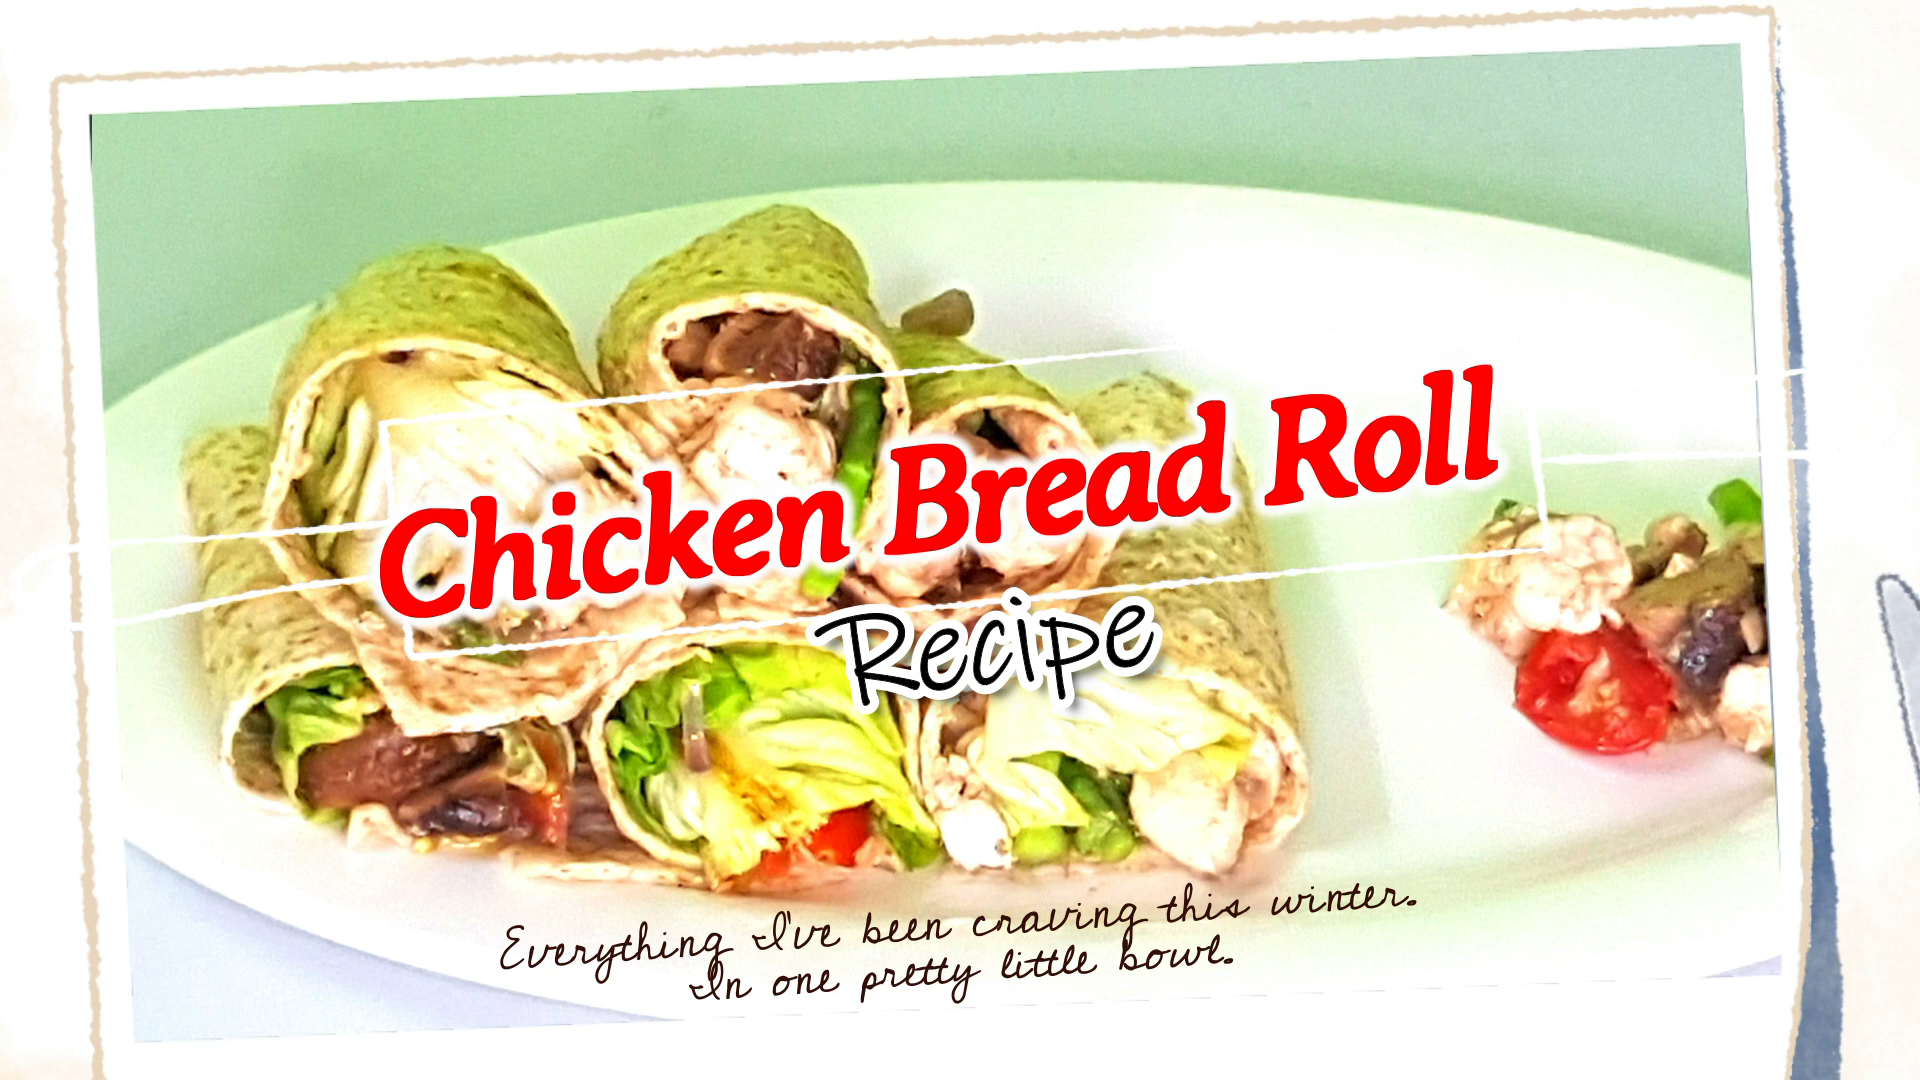 Chicken Bread Roll
Recipe
Everything I've been craving this winter.
In one pretty little bowl.